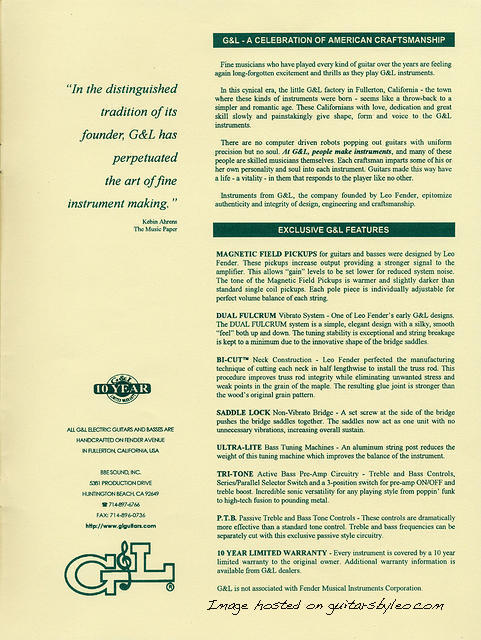 "In the distinguished
tradition of its
founder, G&L has
perpetuated
the art of fine
instrument making."
Kebin Ahrens
The Music Paper
10 YEAR
ALL G&L ELECTRIC GUITARS AND BASSES ARE
HANDCRAFTED ON FENDER AVENUE
IN FULLERTON, CALIFORNIA, USA
BBE SOUND, INC.
5381 PRODUCTION DRIVE
HUNTINGTON BEACH, CA 92649
☎ 714-897-6766
FAX: 714-896-0736
http://www.glguitars.com
G&L®
G&L - A CELEBRATION OF AMERICAN CRAFTSMANSHIP
Fine musicians who have played every kind of guitar over the years are feeling
again long-forgotten excitement and thrills as they play G&L instruments.
In this cynical era, the little G&L factory in Fullerton, California - the town
where these kinds of instruments were born - seems like a throw-back to a
simpler and romantic age. These Californians with love, dedication and great
skill slowly and painstakingly give shape, form and voice to the G&L
instruments.
There are no computer driven robots popping out guitars with uniform
precision but no soul. At G&L, people make instruments, and many of these
people are skilled musicians themselves. Each craftsman imparts some of his
or her own personality and soul into each instrument. Guitars made this way have
a life - a vitality - in them that responds to the player like no other.
Instruments from G&L, the company founded by Leo Fender, epitomize
authenticity and integrity of design, engineering and craftsmanship.
EXCLUSIVE G&L FEATURES
MAGNETIC FIELD PICKUPS for guitars and basses were designed by Leo
Fender. These pickups increase output providing a stronger signal to the
amplifier. This allows "gain" levels to be set lower for reduced system noise.
The tone of the Magnetic Field Pickups is warmer and slightly darker than
standard single coil pickups. Each pole piece is individually adjustable for
perfect volume balance of each string.
DUAL FULCRUM Vibrato System - One of Leo Fender's early G&L designs.
The DUAL FULCRUM system is a simple, elegant design with a silky, smooth
"feel" both up and down. The tuning stability is exceptional and string breakage
is kept to a minimum due to the innovative shape of the bridge saddles.
BI-CUT™ Neck Construction - Leo Fender perfected the manufacturing
technique of cutting each neck in half lengthwise to install the truss rod. This
procedure improves truss rod integrity while eliminating unwanted stress and
weak points in the grain of the maple. The resulting glue joint is stronger than
the wood's original grain pattern.
SADDLE LOCK Non-Vibrato Bridge - A set screw at the side of the bridge
pushes the bridge saddles together. The saddles now act as one unit with no
unnecessary vibrations, increasing overall sustain.
ULTRA-LITE Bass Tuning Machines - An aluminum string post reduces the
weight of this tuning machine which improves the balance of the instrument.
TRI-TONE Active Bass Pre-Amp Circuity - Treble and Bass Controls,
Series/Parallel Selector Switch and a 3-position switch for pre-amp ON/OFF and
treble boost. Incredible sonic versatility for any playing style from poppin' funk
to high-tech fusion to pounding metal.
P.T.B. Passive Treble and Bass Tone Controls - These controls are dramatically
more effective than a standard tone control. Treble and bass frequencies can be
separately cut with this exclusive passive style circuitry.
10 YEAR LIMITED WARRANTY - Every instrument is covered by a 10 year
limited warranty to the original owner. Additional warranty information is
available from G&L dealers.
G&L is not associated with Fender Musical Instruments Corporation.
Image hosted on guitarsbyleo.com